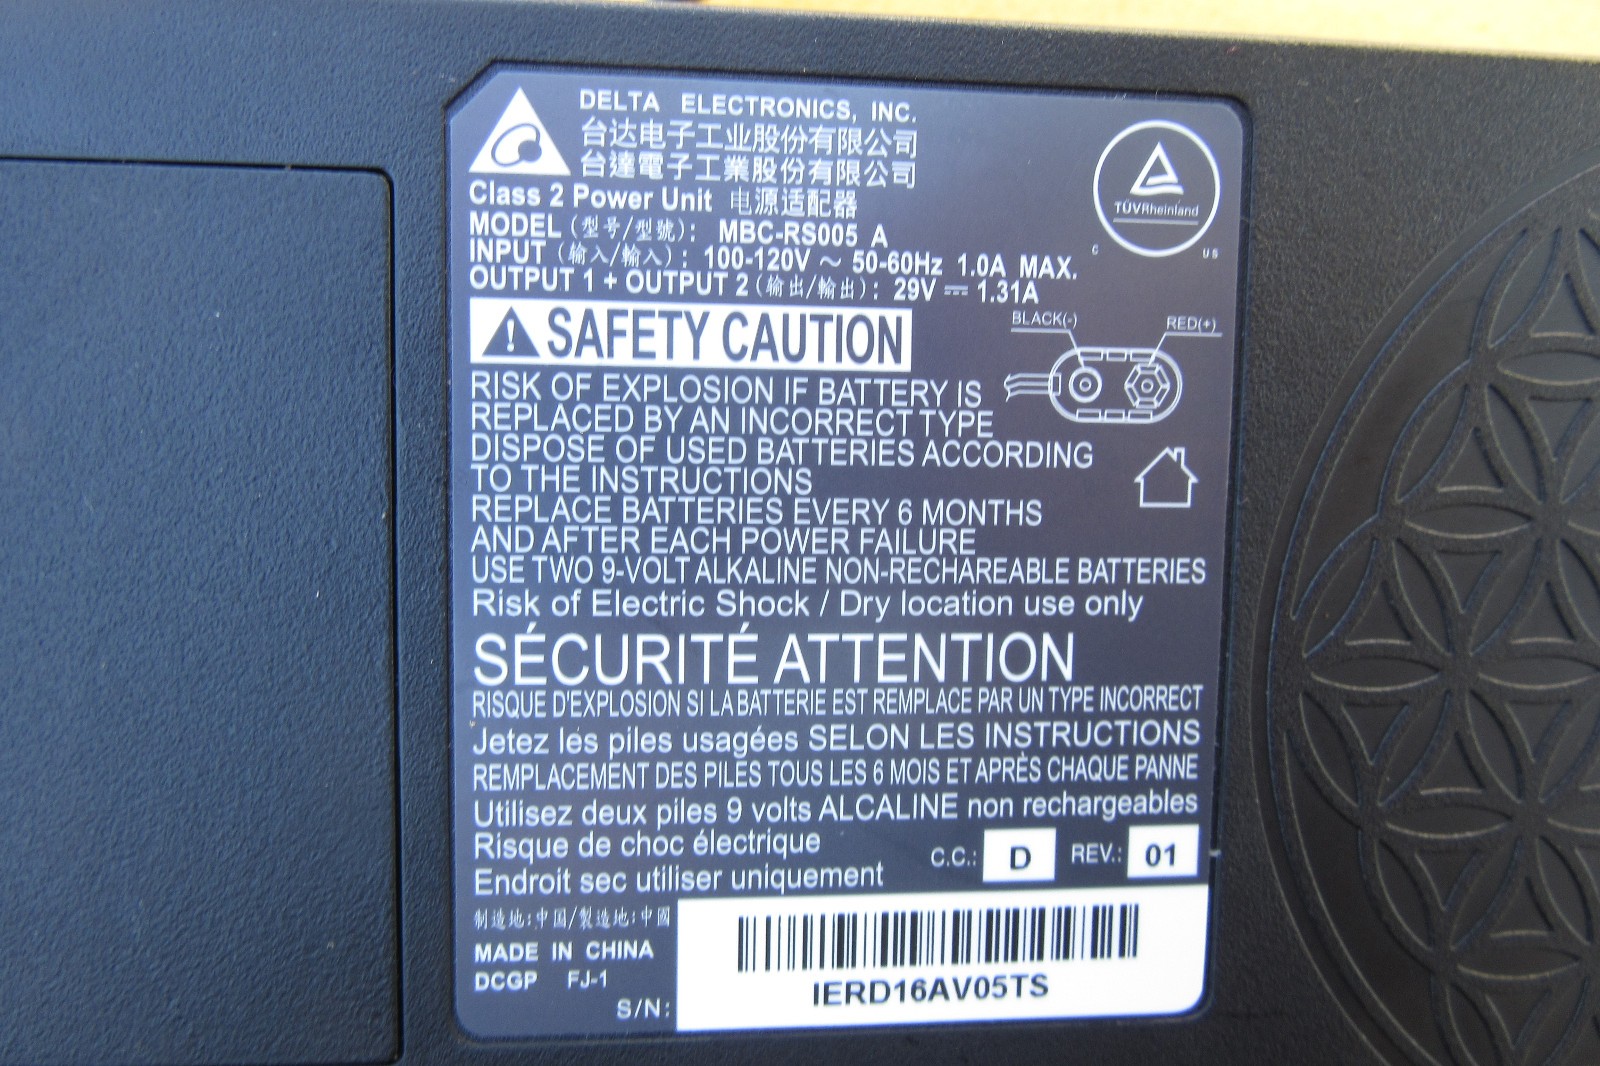 DELTA ELECTRONICS, INC.
台达电子工业股份有限公司
台達電子工業股份有限公司
Class 2 Power Unit 电源适配器
MODEL (型号/型號): MBC-RS005 A
INPUT (输入/輸入): 100-120V ~ 50-60Hz 1.0A MAX.
OUTPUT 1 + OUTPUT 2 (输出/輸出): 29V ⎓ 1.31A
TÜVRheinland
C US
BLACK(-) RED(+)
SAFETY CAUTION
RISK OF EXPLOSION IF BATTERY IS
REPLACED BY AN INCORRECT TYPE
DISPOSE OF USED BATTERIES ACCORDING
TO THE INSTRUCTIONS
REPLACE BATTERIES EVERY 6 MONTHS
AND AFTER EACH POWER FAILURE
USE TWO 9-VOLT ALKALINE NON-RECHAREABLE BATTERIES
Risk of Electric Shock / Dry location use only
SÉCURITÉ ATTENTION
RISQUE D'EXPLOSION SI LA BATTERIE EST REMPLACE PAR UN TYPE INCORRECT
Jetez les piles usagées SELON LES INSTRUCTIONS
REMPLACEMENT DES PILES TOUS LES 6 MOIS ET APRÈS CHAQUE PANNE
Utilisez deux piles 9 volts ALCALINE non rechargeables
Risque de choc électrique
Endroit sec utiliser uniquement
C.C.: D REV.: 01
制造地:中国/製造地:中國
MADE IN CHINA
DCGP FJ-1
S/N:
IERD16AV05TS